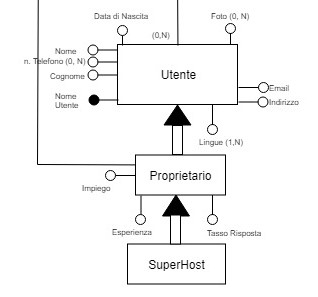 Data di Nascita
Foto (0, N)
(0,N)
Nome
n. Telefono (0, N)
Cognome
Utente
Email
Nome
Utente
Indirizzo
Lingue (1,N)
Proprietario
Impiego
Esperienza
Tasso Risposta
SuperHost